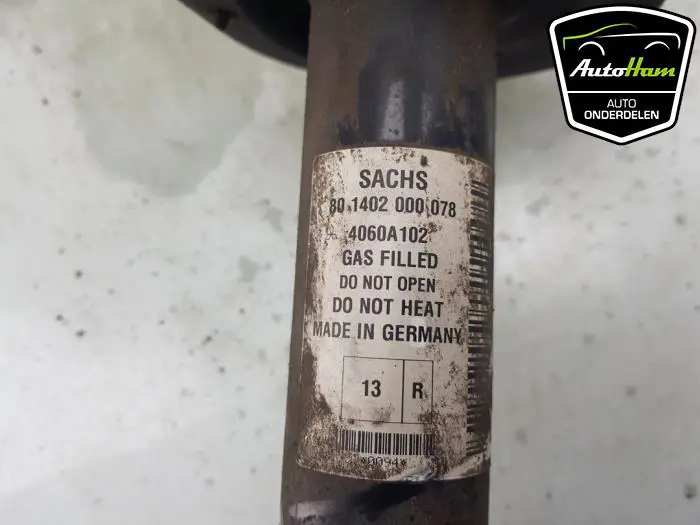 AutoHam
AUTO
ONDERDELEN
SACHS
80 1402 000 078
4060A102
GAS FILLED
DO NOT OPEN
DO NOT HEAT
MADE IN GERMANY
13 R
*0094*